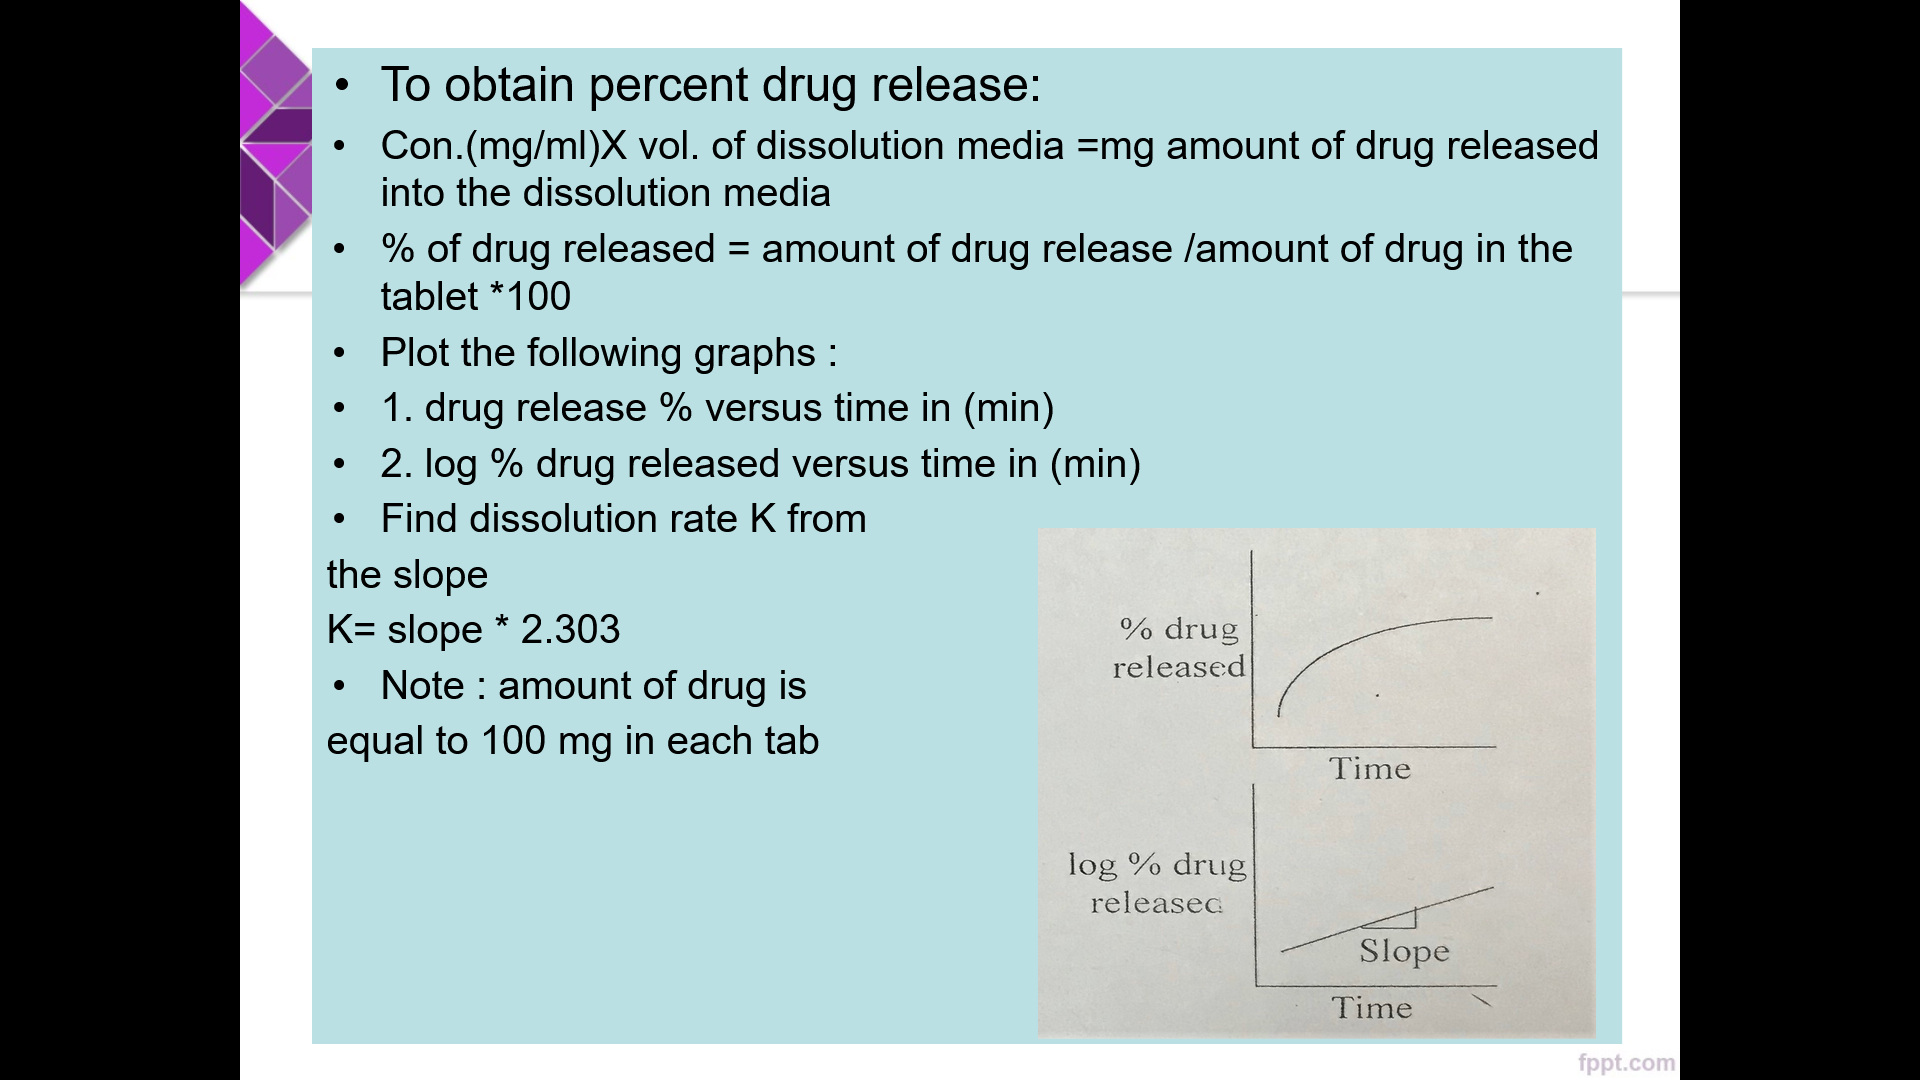 • To obtain percent drug release:
• Con.(mg/ml)X vol. of dissolution media =mg amount of drug released
into the dissolution media
• % of drug released = amount of drug release /amount of drug in the
tablet *100
• Plot the following graphs :
• 1. drug release % versus time in (min)
• 2. log % drug released versus time in (min)
• Find dissolution rate K from
the slope
K= slope * 2.303
• Note : amount of drug is
equal to 100 mg in each tab
% drug
released
Time
log % drug
released
Slope
Time
fppt.com